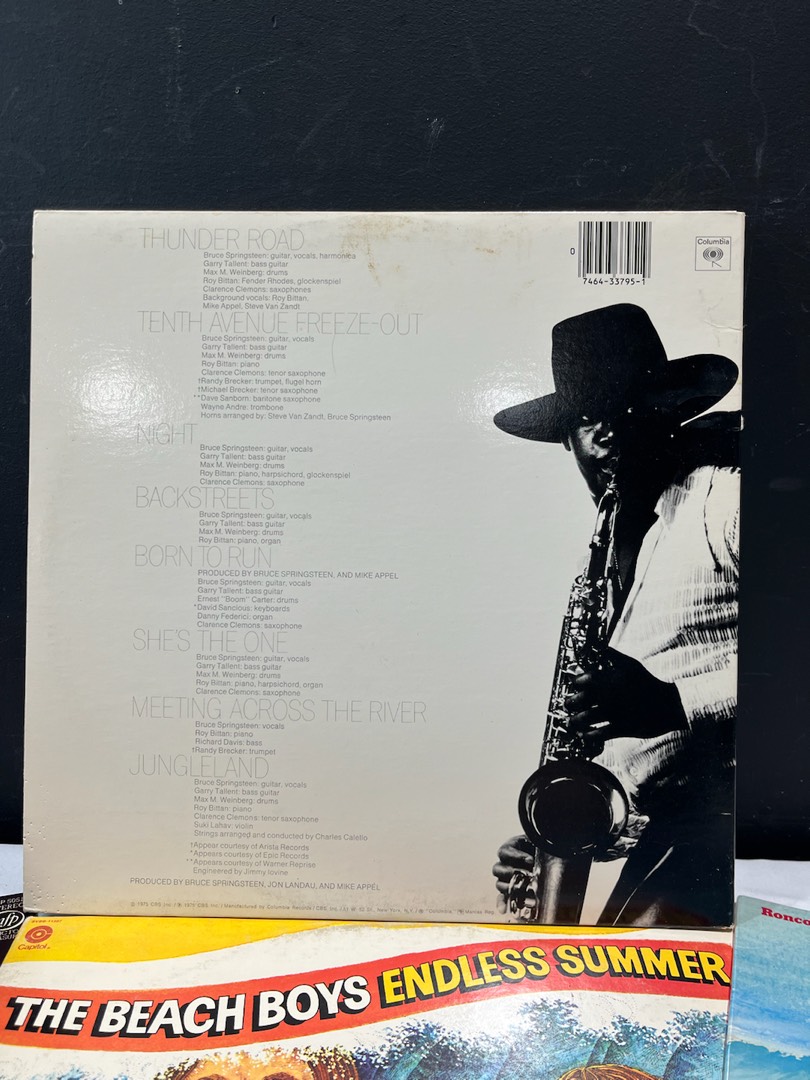 THUNDER ROAD
Bruce Springsteen: guitar, vocals, harmonica
Garry Tallent: bass guitar
Max M. Weinberg: drums
Roy Bittan: Fender Rhodes, glockenspiel
Clarence Clemons: saxophones
Background vocals: Roy Bittan,
Mike Appel, Steve Van Zandt
TENTH AVENUE FREEZE-OUT
Bruce Springsteen: guitar, vocals
Garry Tallent: bass guitar
Max M. Weinberg: drums
Roy Bittan: piano
Clarence Clemons: tenor saxophone
†Randy Brecker: trumpet, flugel horn
†Michael Brecker: tenor saxophone
**Dave Sanborn: baritone saxophone
Wayne Andre: trombone
Horns arranged by: Steve Van Zandt, Bruce Springsteen
NIGHT
Bruce Springsteen: guitar, vocals
Garry Tallent: bass guitar
Max M. Weinberg: drums
Roy Bittan: piano, harpsichord, glockenspiel
Clarence Clemons: saxophone
BACKSTREETS
Bruce Springsteen: guitar, vocals
Garry Tallent: bass guitar
Max M. Weinberg: drums
Roy Bittan: piano, organ
BORN TO RUN
PRODUCED BY BRUCE SPRINGSTEEN, AND MIKE APPEL
Bruce Springsteen: guitar, vocals
Garry Tallent: bass guitar
Ernest "Boom" Carter: drums
*David Sancious: keyboards
Danny Federici: organ
Clarence Clemons: saxophone
SHE'S THE ONE
Bruce Springsteen: guitar, vocals
Garry Tallent: bass guitar
Max M. Weinberg: drums
Roy Bittan: piano, harpsichord, organ
Clarence Clemons: saxophone
MEETING ACROSS THE RIVER
Bruce Springsteen: vocals
Roy Bittan: piano
Richard Davis: bass
†Randy Brecker: trumpet
JUNGLELAND
Bruce Springsteen: guitar, vocals
Garry Tallent: bass guitar
Max M. Weinberg: drums
Roy Bittan: piano
Clarence Clemons: tenor saxophone
Suki Lahav: violin
Strings arranged and conducted by Charles Calello
†Appear courtesy of Arista Records
*Appears courtesy of Epic Records
**Appears courtesy of Warner Reprise
Engineered by Jimmy Iovine
PRODUCED BY BRUCE SPRINGSTEEN, JON LANDAU, AND MIKE APPEL
0
7464-33795-1
Columbia
Capitol
THE BEACH BOYS ENDLESS SUMMER
Ronco